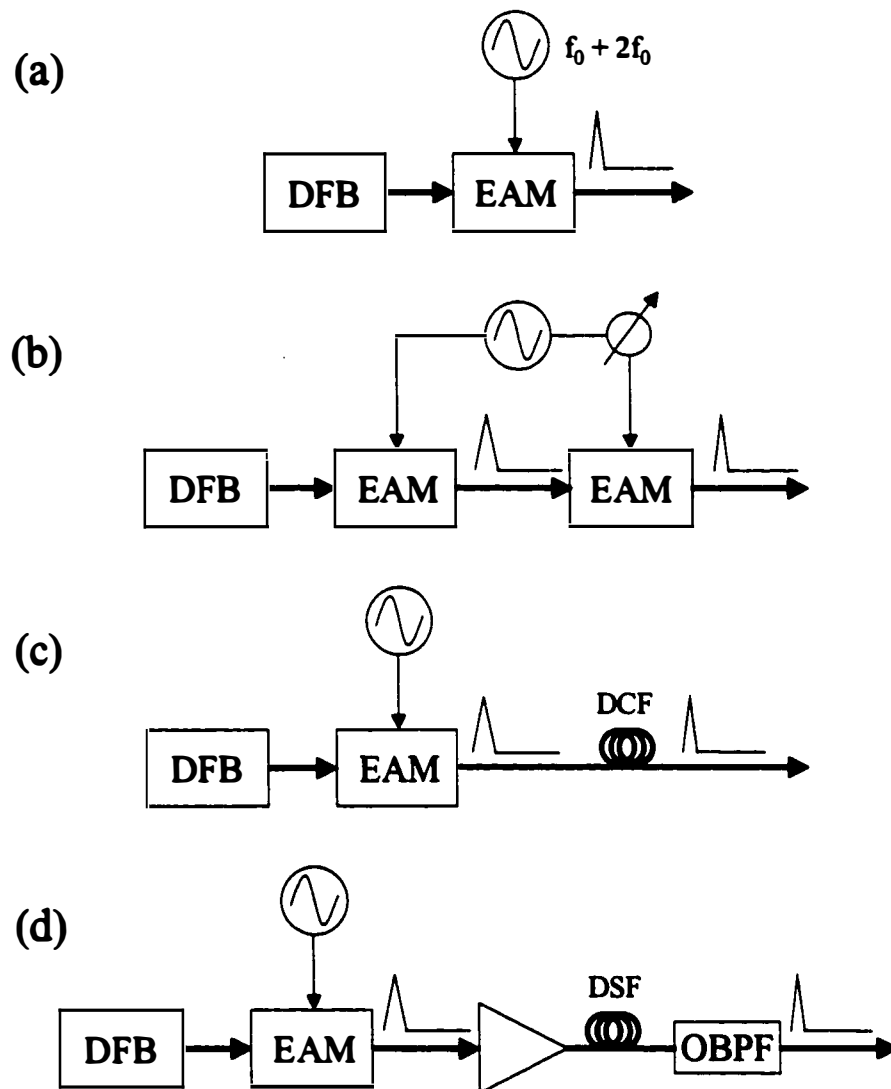 (a)
f₀ + 2f₀
DFB
EAM
(b)
DFB
EAM
EAM
(c)
DCF
DFB
EAM
(d)
DSF
DFB
EAM
OBPF